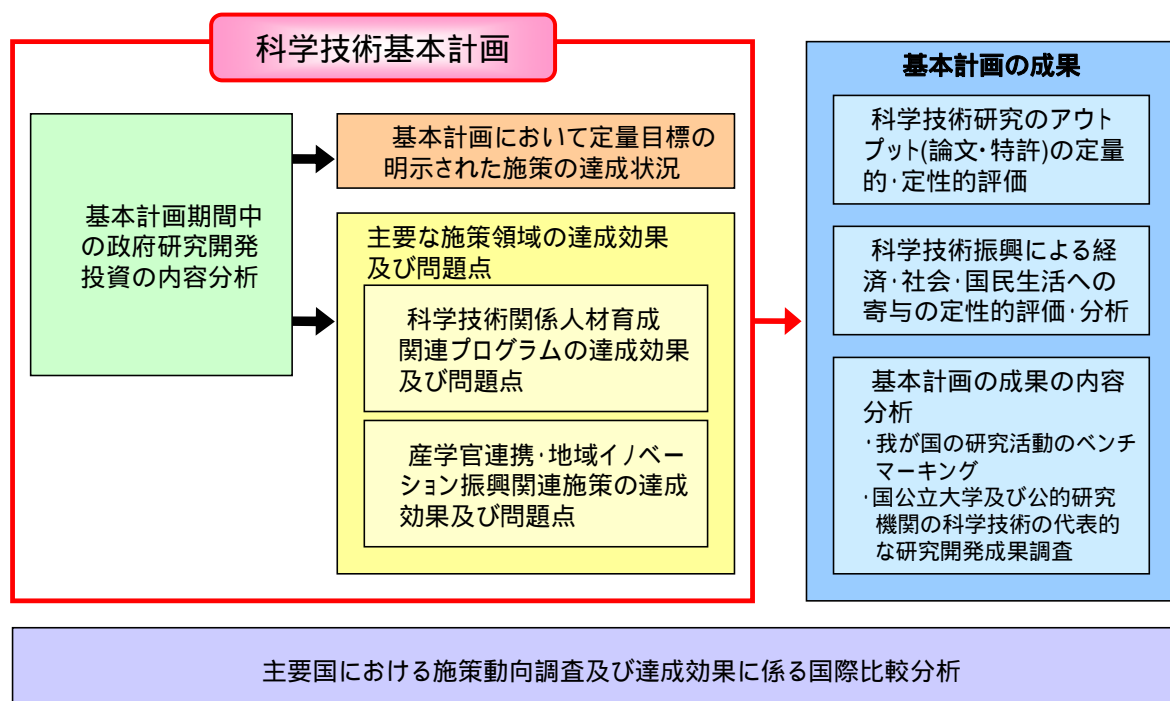 科学技術基本計画
基本計画期間中
の政府研究開発
投資の内容分析
基本計画において定量目標の
明示された施策の達成状況
主要な施策領域の達成効果
及び問題点
科学技術関係人材育成
関連プログラムの達成効果
及び問題点
産学官連携・地域イノベー
ション振興関連施策の達成
効果及び問題点
基本計画の成果
科学技術研究のアウト
プット(論文・特許)の定量
的・定性的評価
科学技術振興による経
済・社会・国民生活への
寄与の定性的評価・分析
基本計画の成果の内容
分析
・我が国の研究活動のベンチ
マーキング
・国公立大学及び公的研究
機関の科学技術の代表的
な研究開発成果調査
主要国における施策動向調査及び達成効果に係る国際比較分析